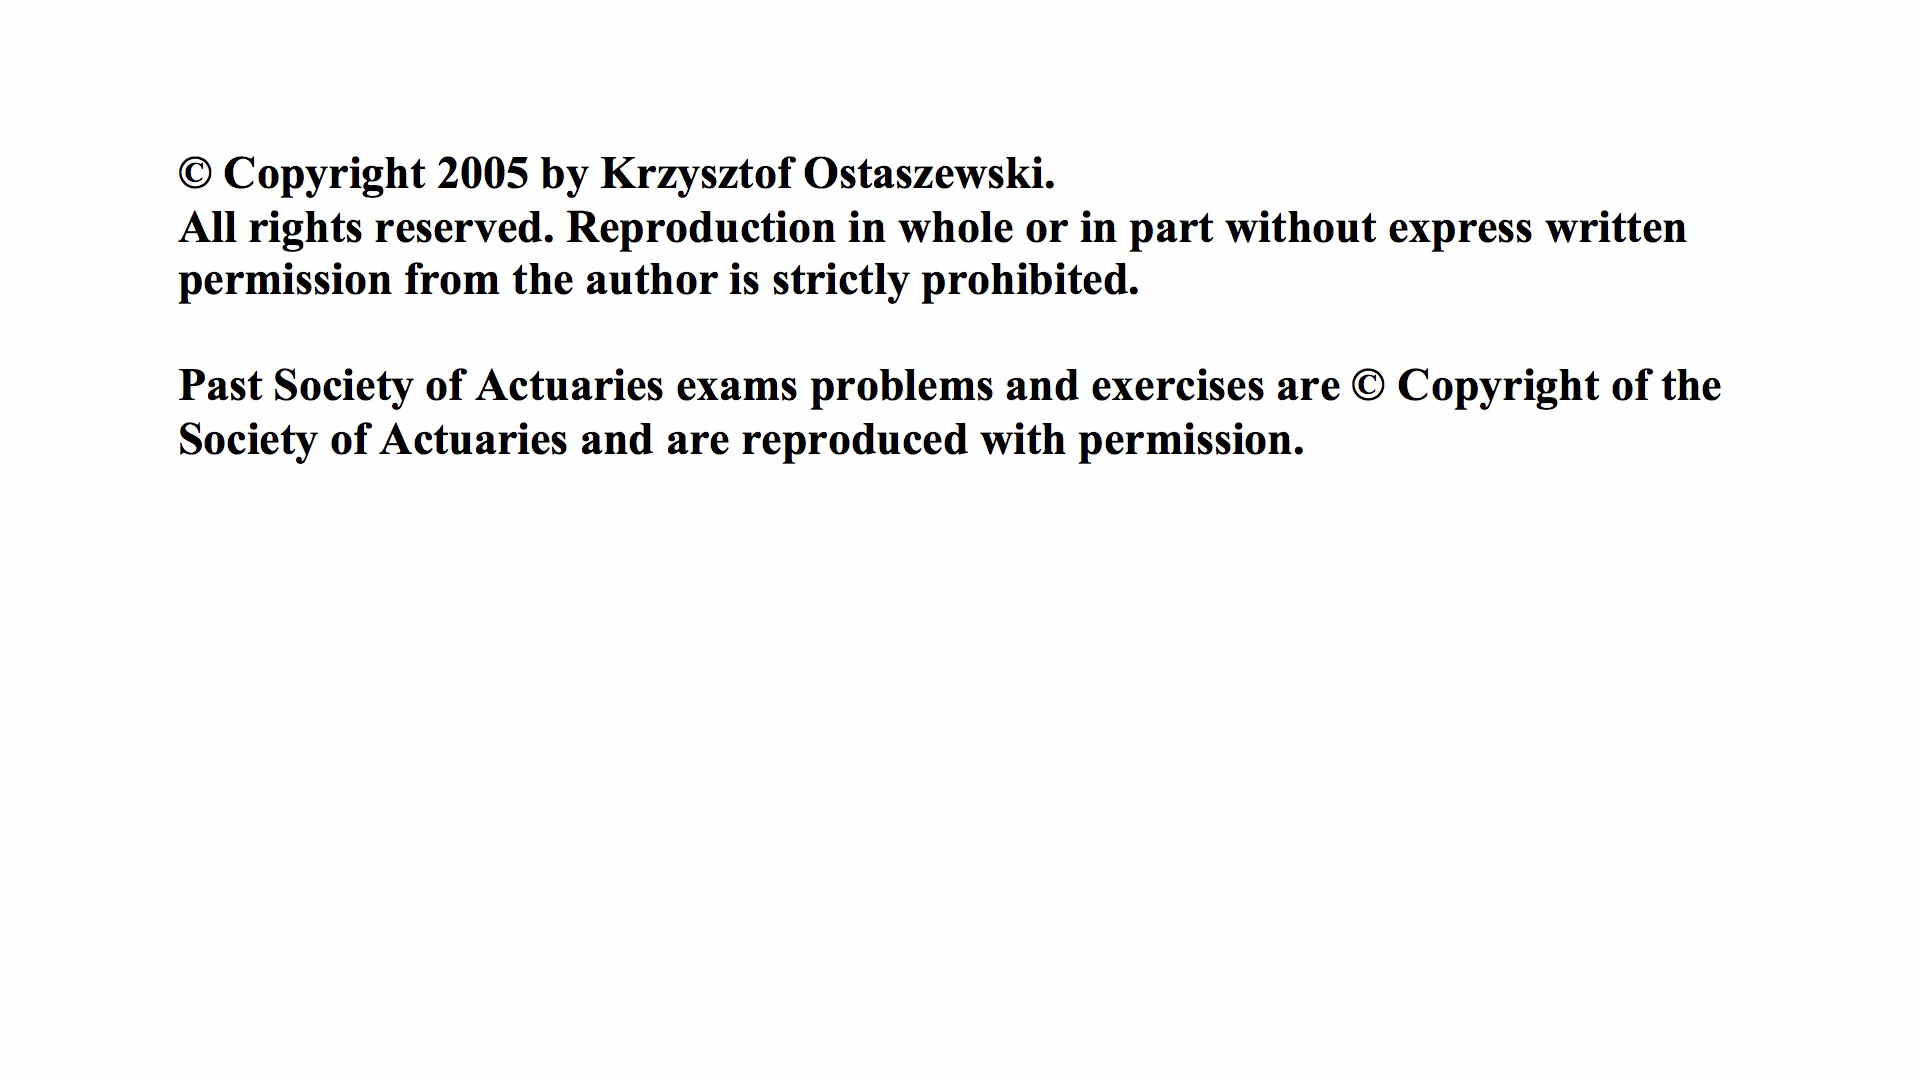 © Copyright 2005 by Krzysztof Ostaszewski.
All rights reserved. Reproduction in whole or in part without express written
permission from the author is strictly prohibited.
Past Society of Actuaries exams problems and exercises are © Copyright of the
Society of Actuaries and are reproduced with permission.